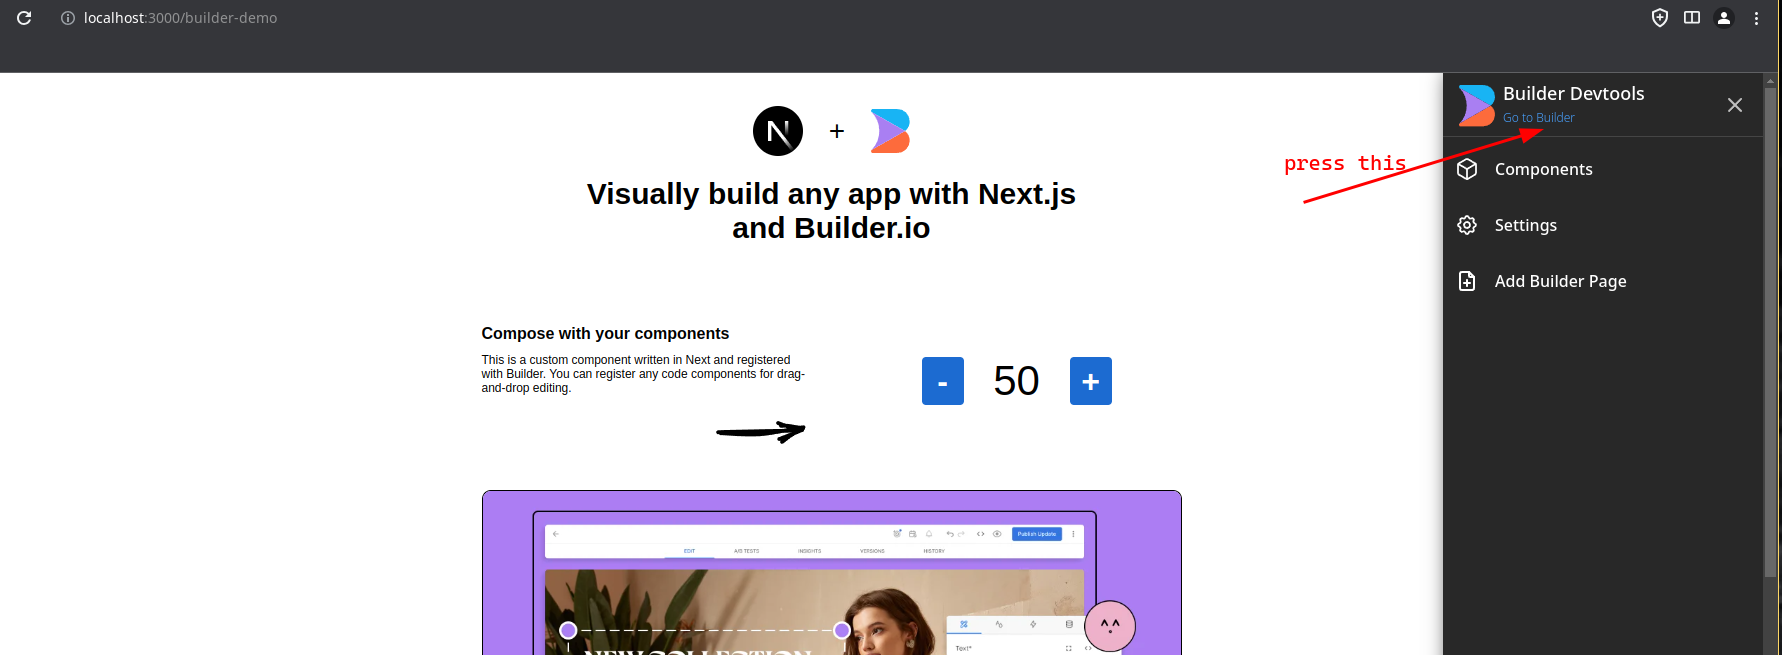 localhost:3000/builder-demo
Builder Devtools
Go to Builder
press this
Components
Settings
Add Builder Page
N +
Visually build any app with Next.js
and Builder.io
Compose with your components
This is a custom component written in Next and registered
with Builder. You can register any code components for drag-
and-drop editing.
- 50 +
Publish Update
EDIT A/B TESTS INSIGHTS VERSIONS HISTORY
Text*
NEW COLLECTION